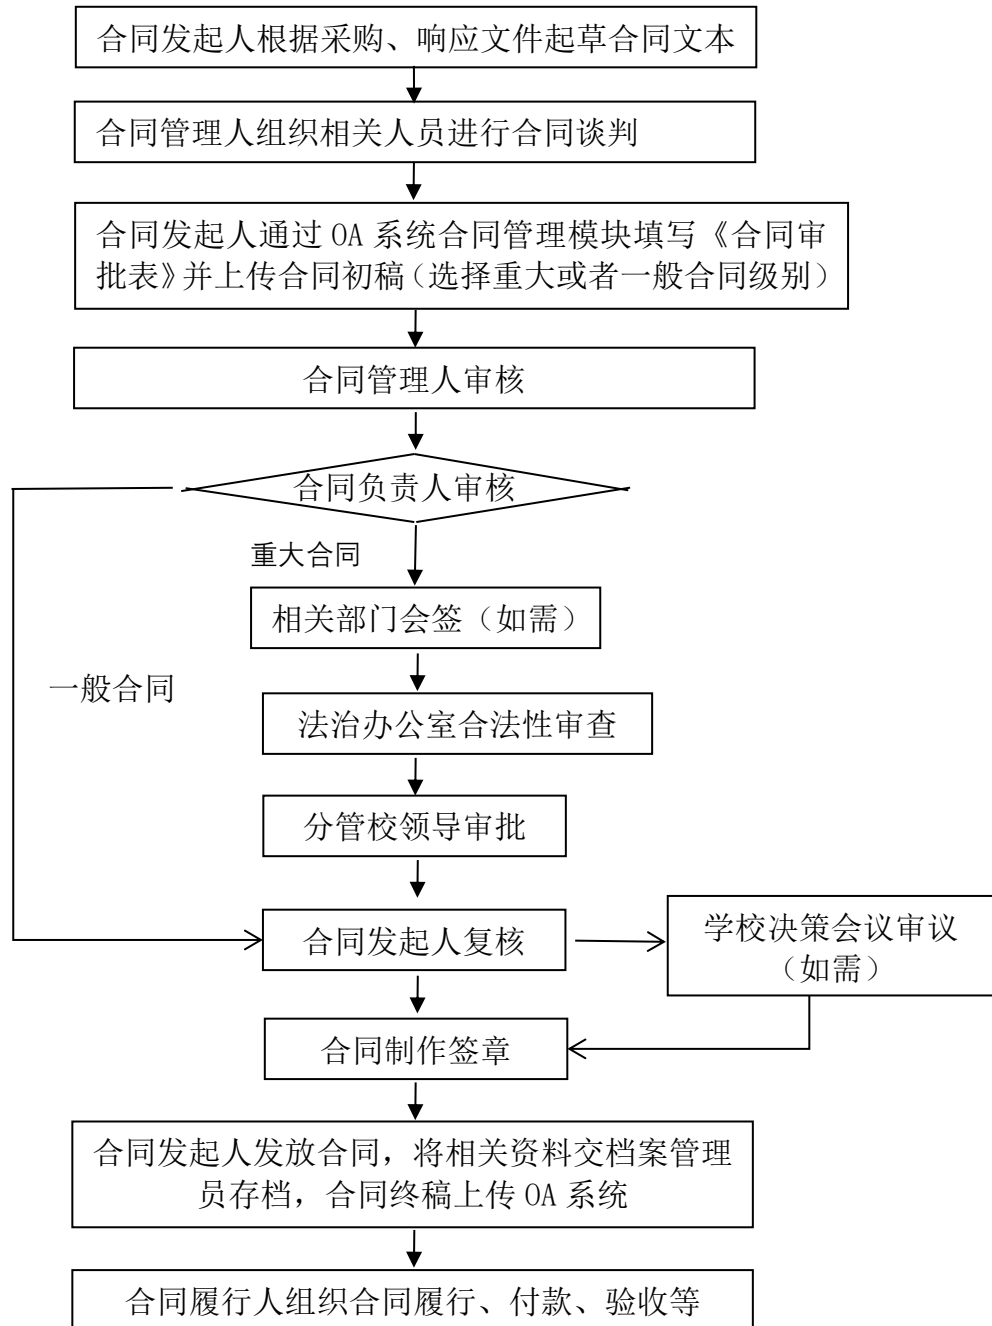 合同发起人根据采购、响应文件起草合同文本
合同管理人组织相关人员进行合同谈判
合同发起人通过 OA 系统合同管理模块填写《合同审
批表》并上传合同初稿（选择重大或者一般合同级别）
合同管理人审核
合同负责人审核
重大合同
相关部门会签（如需）
一般合同
法治办公室合法性审查
分管校领导审批
合同发起人复核
学校决策会议审议
（如需）
合同制作签章
合同发起人发放合同，将相关资料交档案管理
员存档，合同终稿上传 OA 系统
合同履行人组织合同履行、付款、验收等